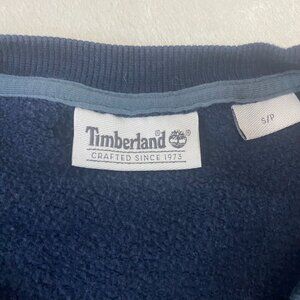 Timberland®
CRAFTED SINCE 1973
S/P